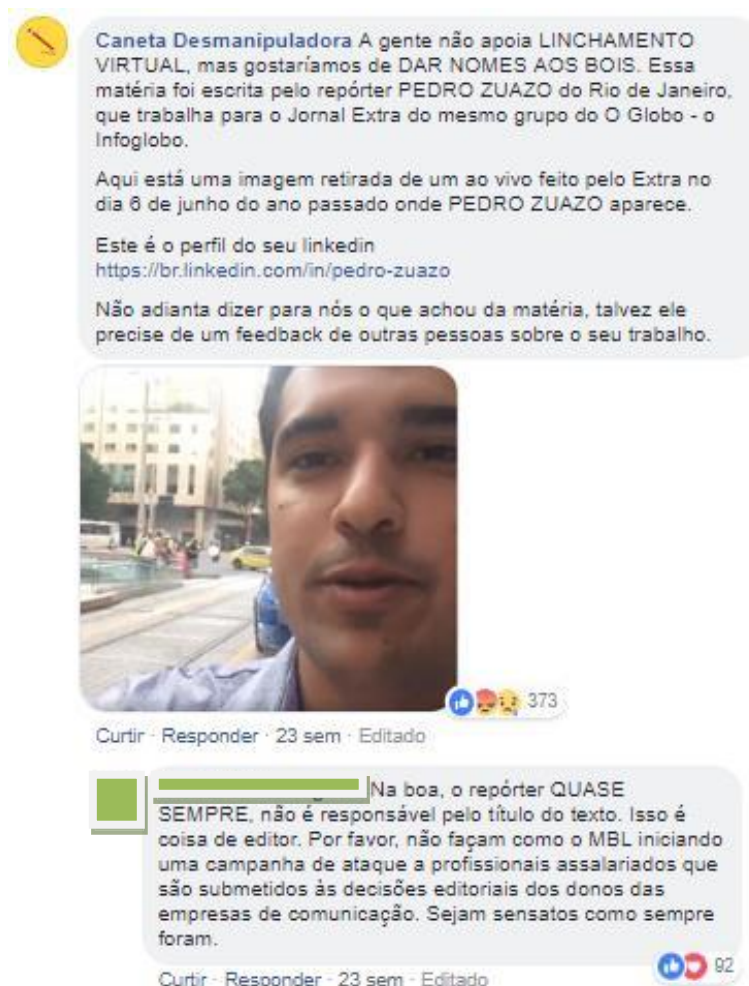 Caneta Desmanipuladora A gente não apoia LINCHAMENTO
VIRTUAL, mas gostaríamos de DAR NOMES AOS BOIS. Essa
matéria foi escrita pelo repórter PEDRO ZUAZO do Rio de Janeiro,
que trabalha para o Jornal Extra do mesmo grupo do O Globo - o
Infoglobo.
Aqui está uma imagem retirada de um ao vivo feito pelo Extra no
dia 6 de junho do ano passado onde PEDRO ZUAZO aparece.
Este é o perfil do seu linkedin
https://br.linkedin.com/in/pedro-zuazo
Não adianta dizer para nós o que achou da matéria, talvez ele
precise de um feedback de outras pessoas sobre o seu trabalho.
373
Curtir · Responder · 23 sem · Editado
Na boa, o repórter QUASE
SEMPRE, não é responsável pelo título do texto. Isso é
coisa de editor. Por favor, não façam como o MBL iniciando
uma campanha de ataque a profissionais assalariados que
são submetidos às decisões editoriais dos donos das
empresas de comunicação. Sejam sensatos como sempre
foram.
92
Curtir · Responder · 23 sem · Editado